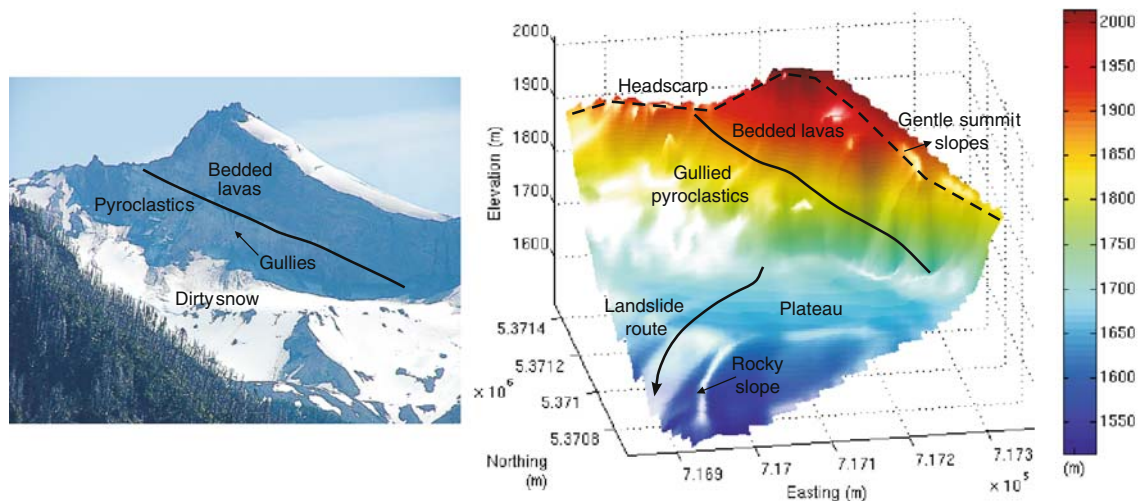 Bedded
lavas
Pyroclastics
Gullies
Dirtysnow
2000
1900
1800
1700
1600
Elevation (m)
Headscarp
Bedded lavas
Gentle summit
slopes
Gullied
pyroclastics
Landslide
route
Plateau
Rocky
slope
5.3714
5.3712
5.371
5.3708
× 10⁶
Northing
(m)
7.169
7.17
7.171
7.172
7.173
× 10⁵
Easting (m)
2000
1950
1900
1850
1800
1750
1700
1650
1600
1550
(m)